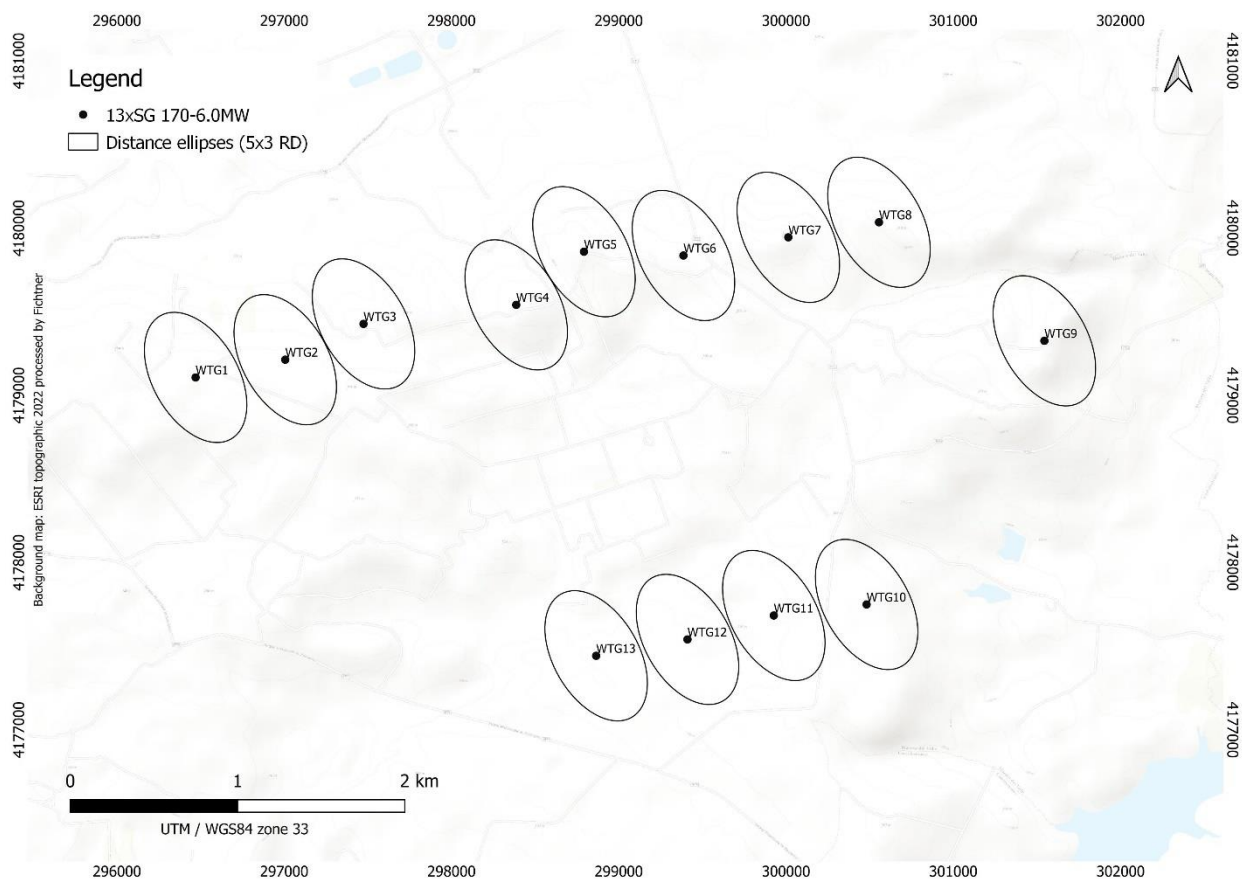 296000 297000 298000 299000 300000 301000 302000
4181000
4181000
Legend
13xSG 170-6.0MW
Distance ellipses (5x3 RD)
4180000
4180000
WTG8
WTG7
WTG5
WTG6
WTG4
WTG3
WTG9
WTG2
WTG1
4179000
4179000
Background map: ESRI topographic 2022 processed by Fichtner
4178000
4178000
WTG10
WTG11
WTG12
WTG13
4177000
4177000
0 1 2 km
UTM / WGS84 zone 33
296000 297000 298000 299000 300000 301000 302000